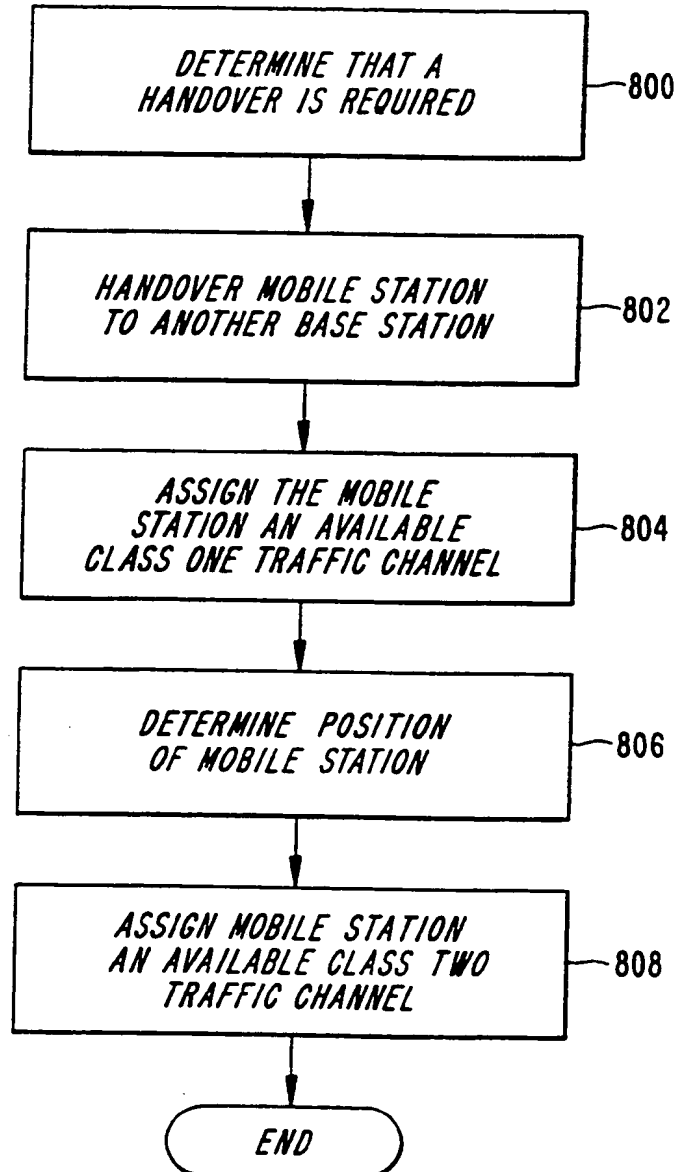 DETERMINE THAT A
HANDOVER IS REQUIRED
800
HANDOVER MOBILE STATION
TO ANOTHER BASE STATION
802
ASSIGN THE MOBILE
STATION AN AVAILABLE
CLASS ONE TRAFFIC CHANNEL
804
DETERMINE POSITION
OF MOBILE STATION
806
ASSIGN MOBILE STATION
AN AVAILABLE CLASS TWO
TRAFFIC CHANNEL
808
END